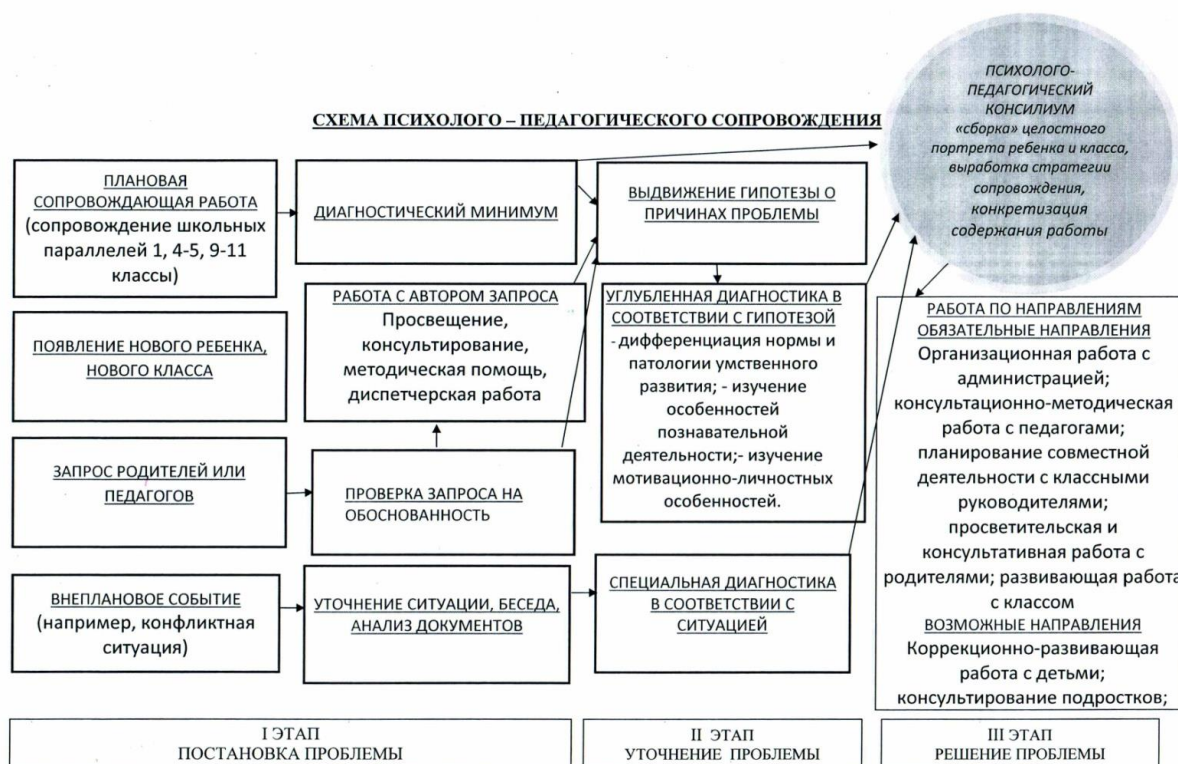 ПСИХОЛОГО-
ПЕДАГОГИЧЕСКИЙ
КОНСИЛИУМ
«сборка» целостного
портрета ребенка и класса,
выработка стратегии
сопровождения,
конкретизация
содержания работы
СХЕМА ПСИХОЛОГО – ПЕДАГОГИЧЕСКОГО СОПРОВОЖДЕНИЯ
ПЛАНОВАЯ
СОПРОВОЖДАЮЩАЯ РАБОТА
(сопровождение школьных
параллелей 1, 4-5, 9-11
классы)
ДИАГНОСТИЧЕСКИЙ МИНИМУМ
ВЫДВИЖЕНИЕ ГИПОТЕЗЫ О
ПРИЧИНАХ ПРОБЛЕМЫ
ПОЯВЛЕНИЕ НОВОГО РЕБЕНКА,
НОВОГО КЛАССА
РАБОТА С АВТОРОМ ЗАПРОСА
Просвещение,
консультирование,
методическая помощь,
диспетчерская работа
УГЛУБЛЕННАЯ ДИАГНОСТИКА В
СООТВЕТСТВИИ С ГИПОТЕЗОЙ
- дифференциация нормы и
патологии умственного
развития; - изучение
особенностей
познавательной
деятельности;- изучение
мотивационно-личностных
особенностей.
ЗАПРОС РОДИТЕЛЕЙ ИЛИ
ПЕДАГОГОВ
ПРОВЕРКА ЗАПРОСА НА
ОБОСНОВАННОСТЬ
ВНЕПЛАНОВОЕ СОБЫТИЕ
(например, конфликтная
ситуация)
УТОЧНЕНИЕ СИТУАЦИИ, БЕСЕДА,
АНАЛИЗ ДОКУМЕНТОВ
СПЕЦИАЛЬНАЯ ДИАГНОСТИКА
В СООТВЕТСТВИИ С
СИТУАЦИЕЙ
РАБОТА ПО НАПРАВЛЕНИЯМ
ОБЯЗАТЕЛЬНЫЕ НАПРАВЛЕНИЯ
Организационная работа с
администрацией;
консультационно-методическая
работа с педагогами;
планирование совместной
деятельности с классными
руководителями;
просветительская и
консультативная работа с
родителями; развивающая работа
с классом
ВОЗМОЖНЫЕ НАПРАВЛЕНИЯ
Коррекционно-развивающая
работа с детьми;
консультирование подростков;
I ЭТАП
ПОСТАНОВКА ПРОБЛЕМЫ
II ЭТАП
УТОЧНЕНИЕ ПРОБЛЕМЫ
III ЭТАП
РЕШЕНИЕ ПРОБЛЕМЫ